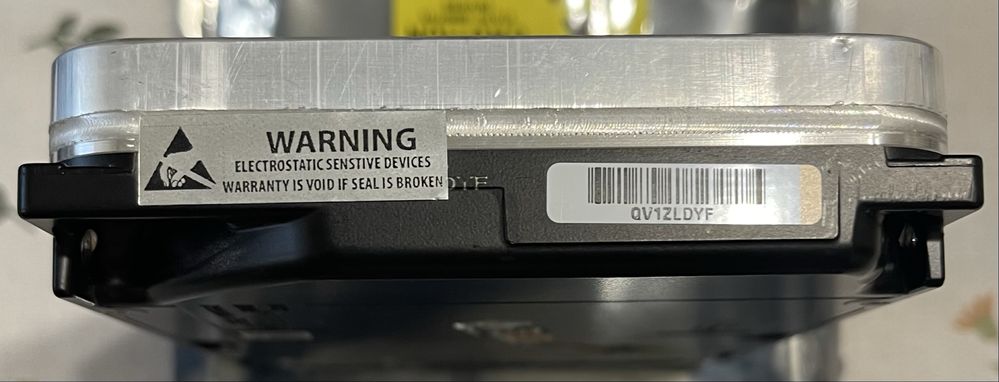 WARNING
ELECTROSTATIC SENSTIVE DEVICES
WARRANTY IS VOID IF SEAL IS BROKEN
QV1ZLDYF